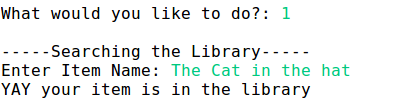 What would you like to do?: 1
-----Searching the Library-----
Enter Item Name: The Cat in the hat
YAY your item is in the library